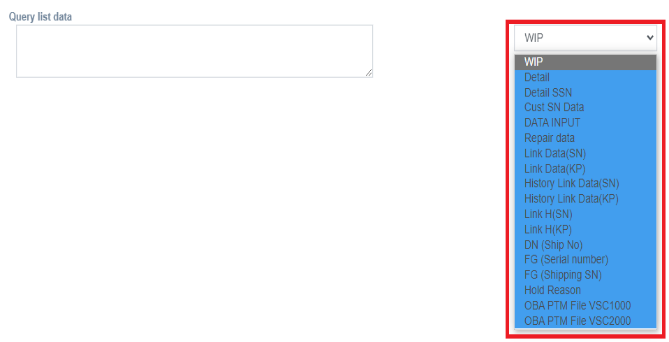 Query list data
WIP
WIP
Detail
Detail SSN
Cust SN Data
DATA INPUT
Repair data
Link Data(SN)
Link Data(KP)
History Link Data(SN)
History Link Data(KP)
Link H(SN)
Link H(KP)
DN (Ship No)
FG (Serial number)
FG (Shipping SN)
Hold Reason
OBA PTM File VSC1000
OBA PTM File VSC2000